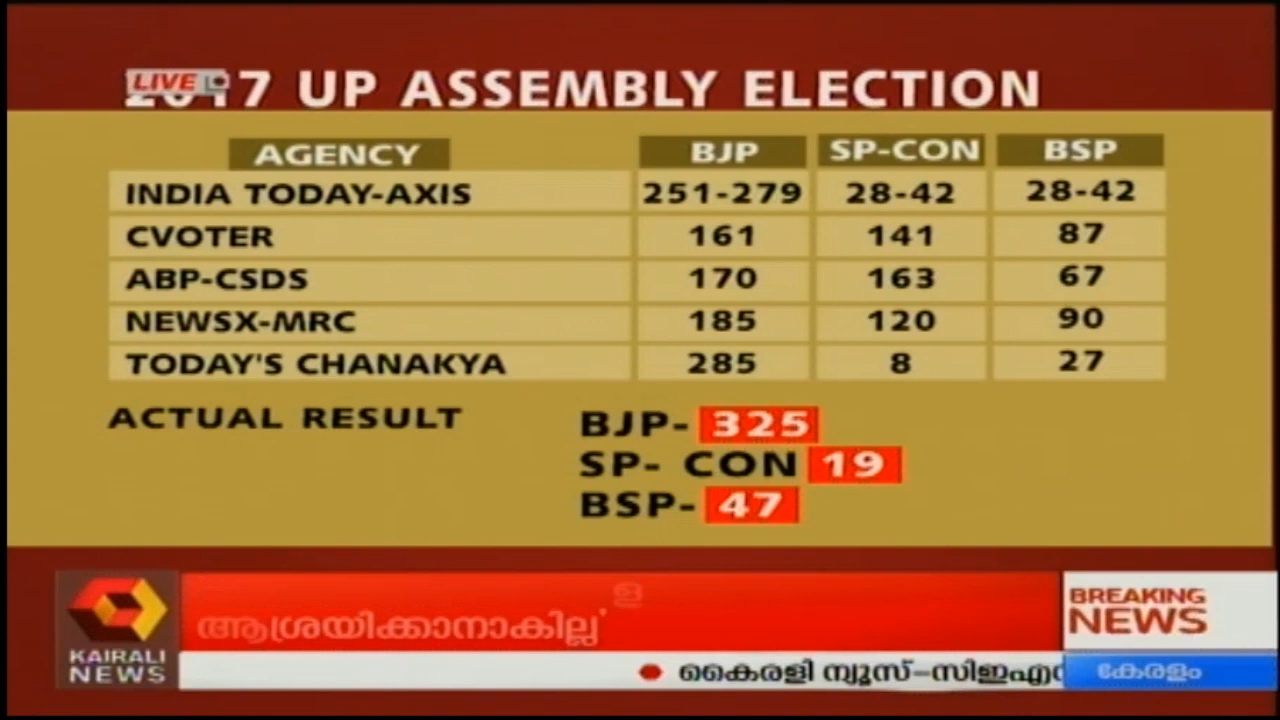 LIVE
2017 UP ASSEMBLY ELECTION
AGENCY BJP SP-CON BSP
INDIA TODAY-AXIS 251-279 28-42 28-42
CVOTER 161 141 87
ABP-CSDS 170 163 67
NEWSX-MRC 185 120 90
TODAY'S CHANAKYA 285 8 27
ACTUAL RESULT BJP- 325
SP- CON 19
BSP- 47
ള
ആശ്രയിക്കാനാകില്ല'
BREAKING
NEWS
KAIRALI
NEWS
കൈരളി ന്യൂസ്-സിഇഎ
കേരളം